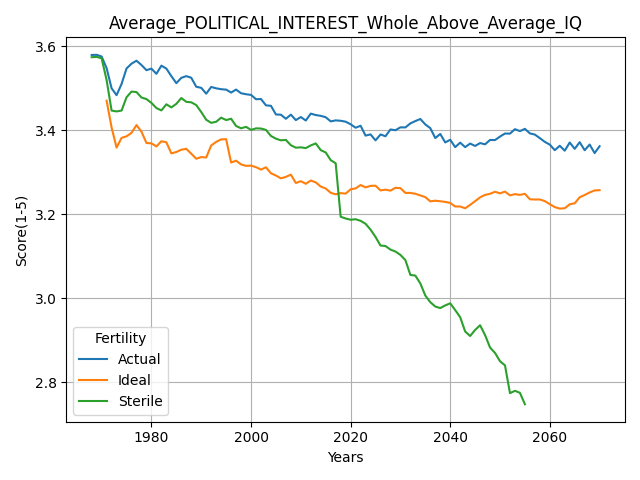 Average_POLITICAL_INTEREST_Whole_Above_Average_IQ
3.6
3.4
3.2
3.0
2.8
Score(1-5)
Fertility
Actual
Ideal
Sterile
1980
2000
2020
2040
2060
Years